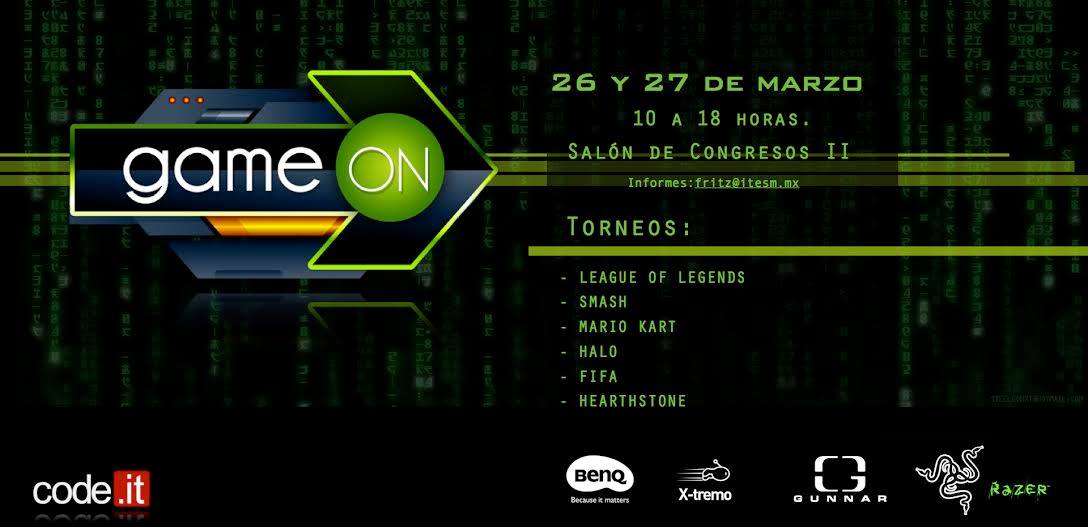 game ON
26 Y 27 DE MARZO
10 A 18 HORAS.
SALÓN DE CONGRESOS II
Informes:fritz@itesm.mx
TORNEOS:
- LEAGUE OF LEGENDS
- SMASH
- MARIO KART
- HALO
- FIFA
- HEARTHSTONE
code.it
BenQ
Because it matters
X-tremo
GUNNAR
RAZER